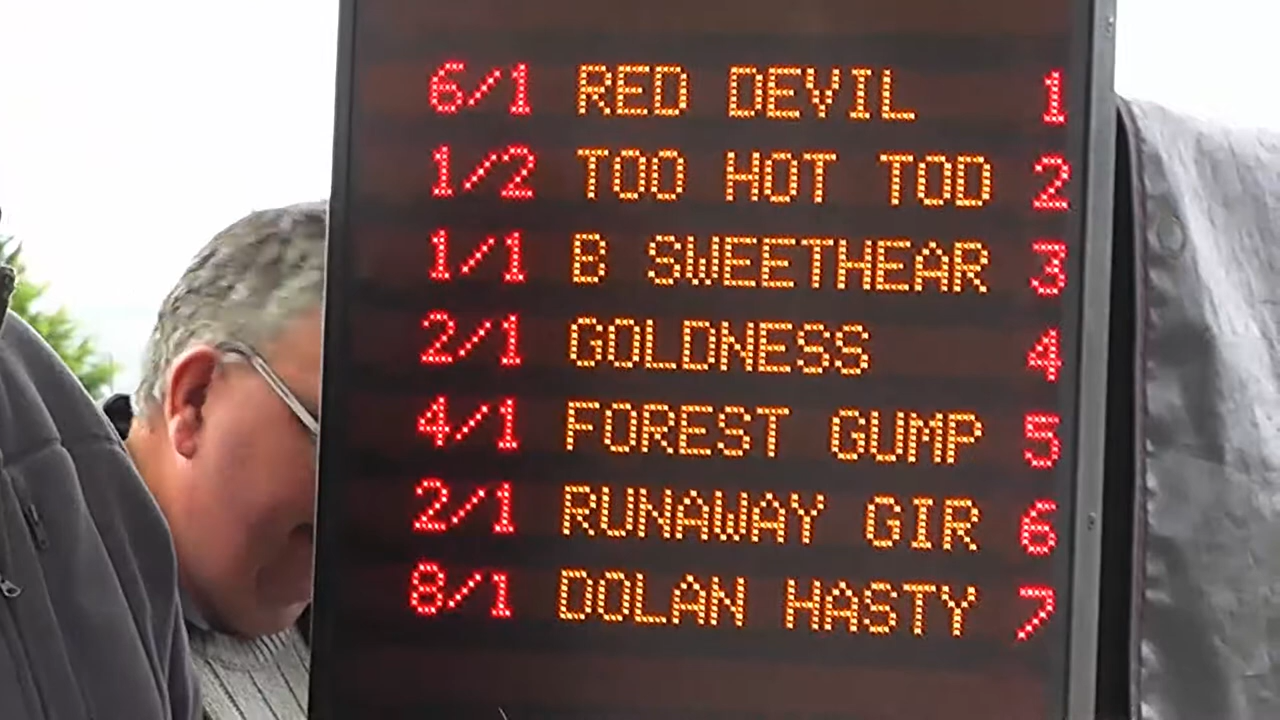 6/1 RED DEVIL 1
1/2 TOO HOT TOD 2
1/1 B SWEETHEAR 3
2/1 GOLDNESS 4
4/1 FOREST GUMP 5
2/1 RUNAWAY GIR 6
8/1 DOLAN HASTY 7